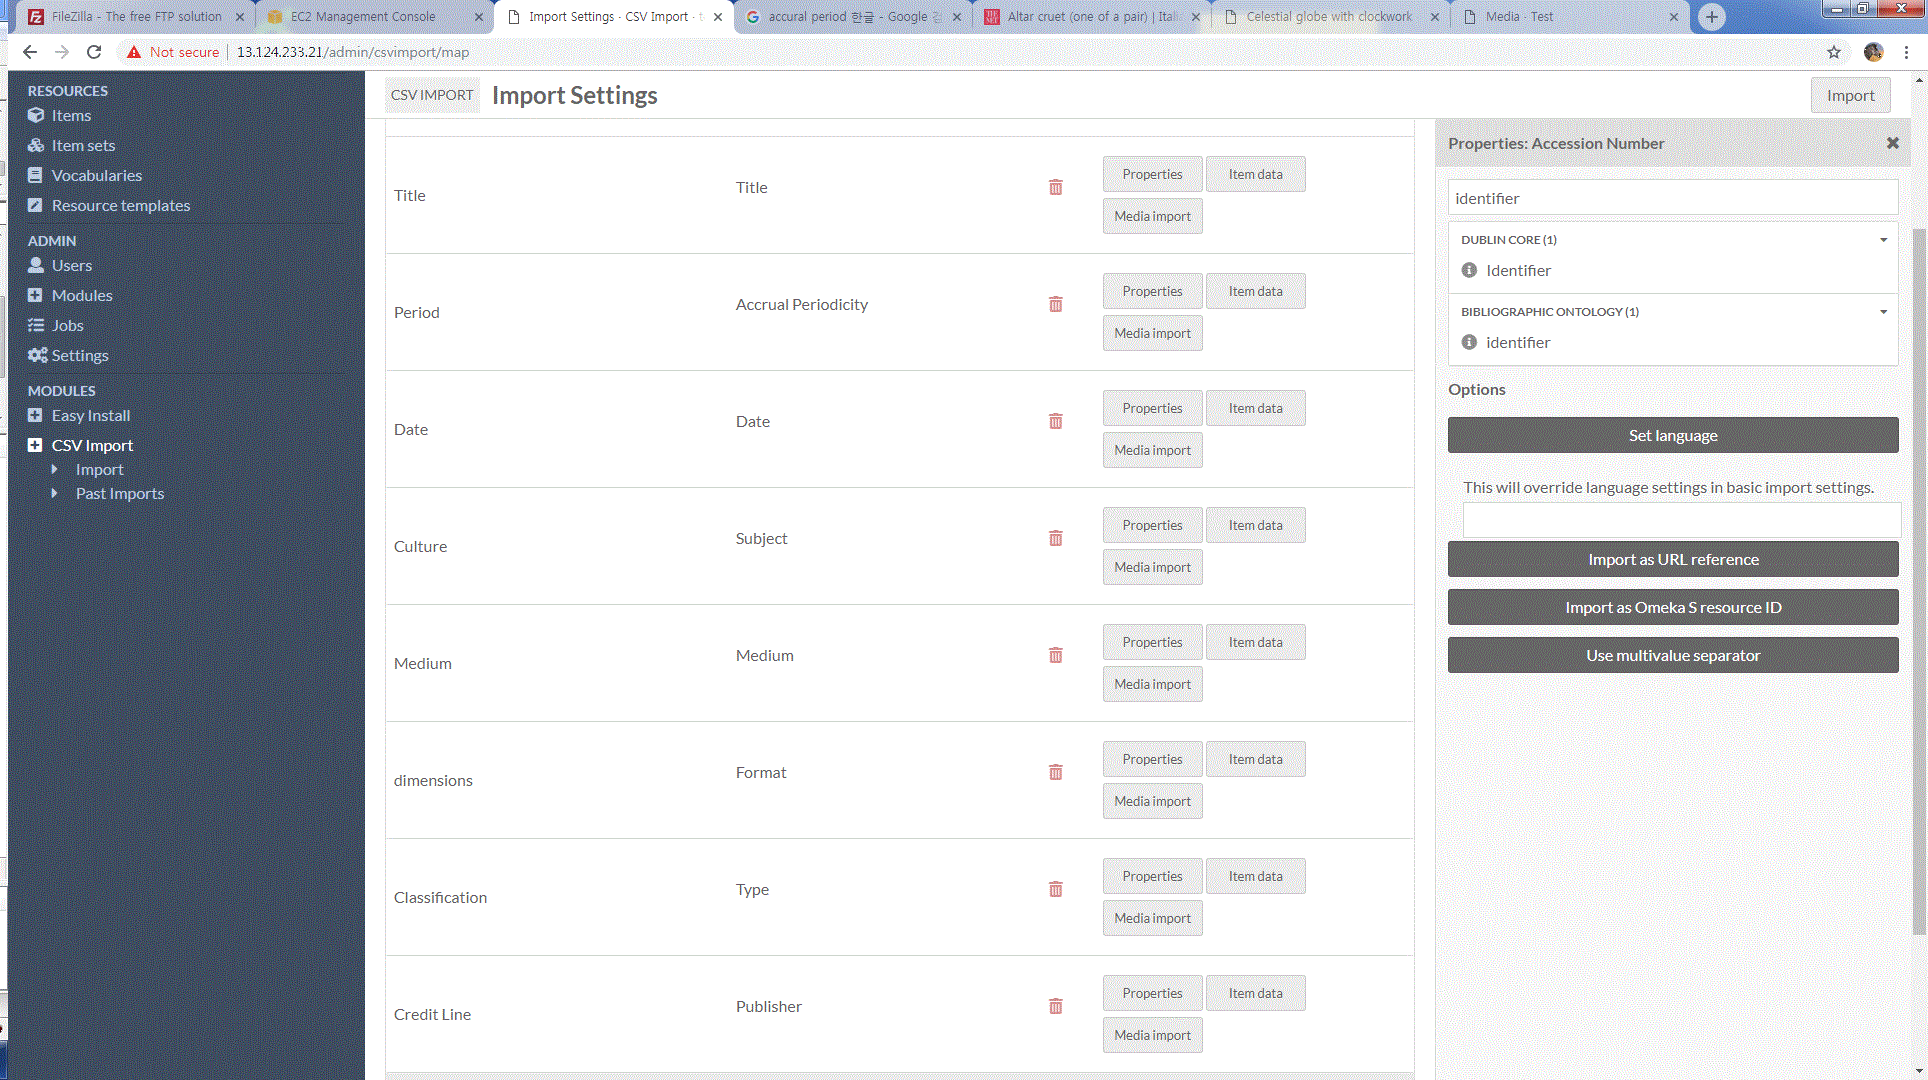 FileZilla - The free FTP solution
EC2 Management Console
Import Settings · CSV Import · t
accural period 한글 - Google
Altar cruet (one of a pair) | Itali
Celestial globe with clockwork
Media · Test
Not secure
13.124.233.21/admin/csvimport/map
RESOURCES
Items
Item sets
Vocabularies
Resource templates
ADMIN
Users
Modules
Jobs
Settings
MODULES
Easy Install
CSV Import
Import
Past Imports
CSV IMPORT
Import Settings
Import
Title
Title
Properties
Item data
Media import
Period
Accrual Periodicity
Properties
Item data
Media import
Date
Date
Properties
Item data
Media import
Culture
Subject
Properties
Item data
Media import
Medium
Medium
Properties
Item data
Media import
dimensions
Format
Properties
Item data
Media import
Classification
Type
Properties
Item data
Media import
Credit Line
Publisher
Properties
Item data
Media import
Properties: Accession Number
identifier
DUBLIN CORE (1)
Identifier
BIBLIOGRAPHIC ONTOLOGY (1)
identifier
Options
Set language
This will override language settings in basic import settings.
Import as URL reference
Import as Omeka S resource ID
Use multivalue separator